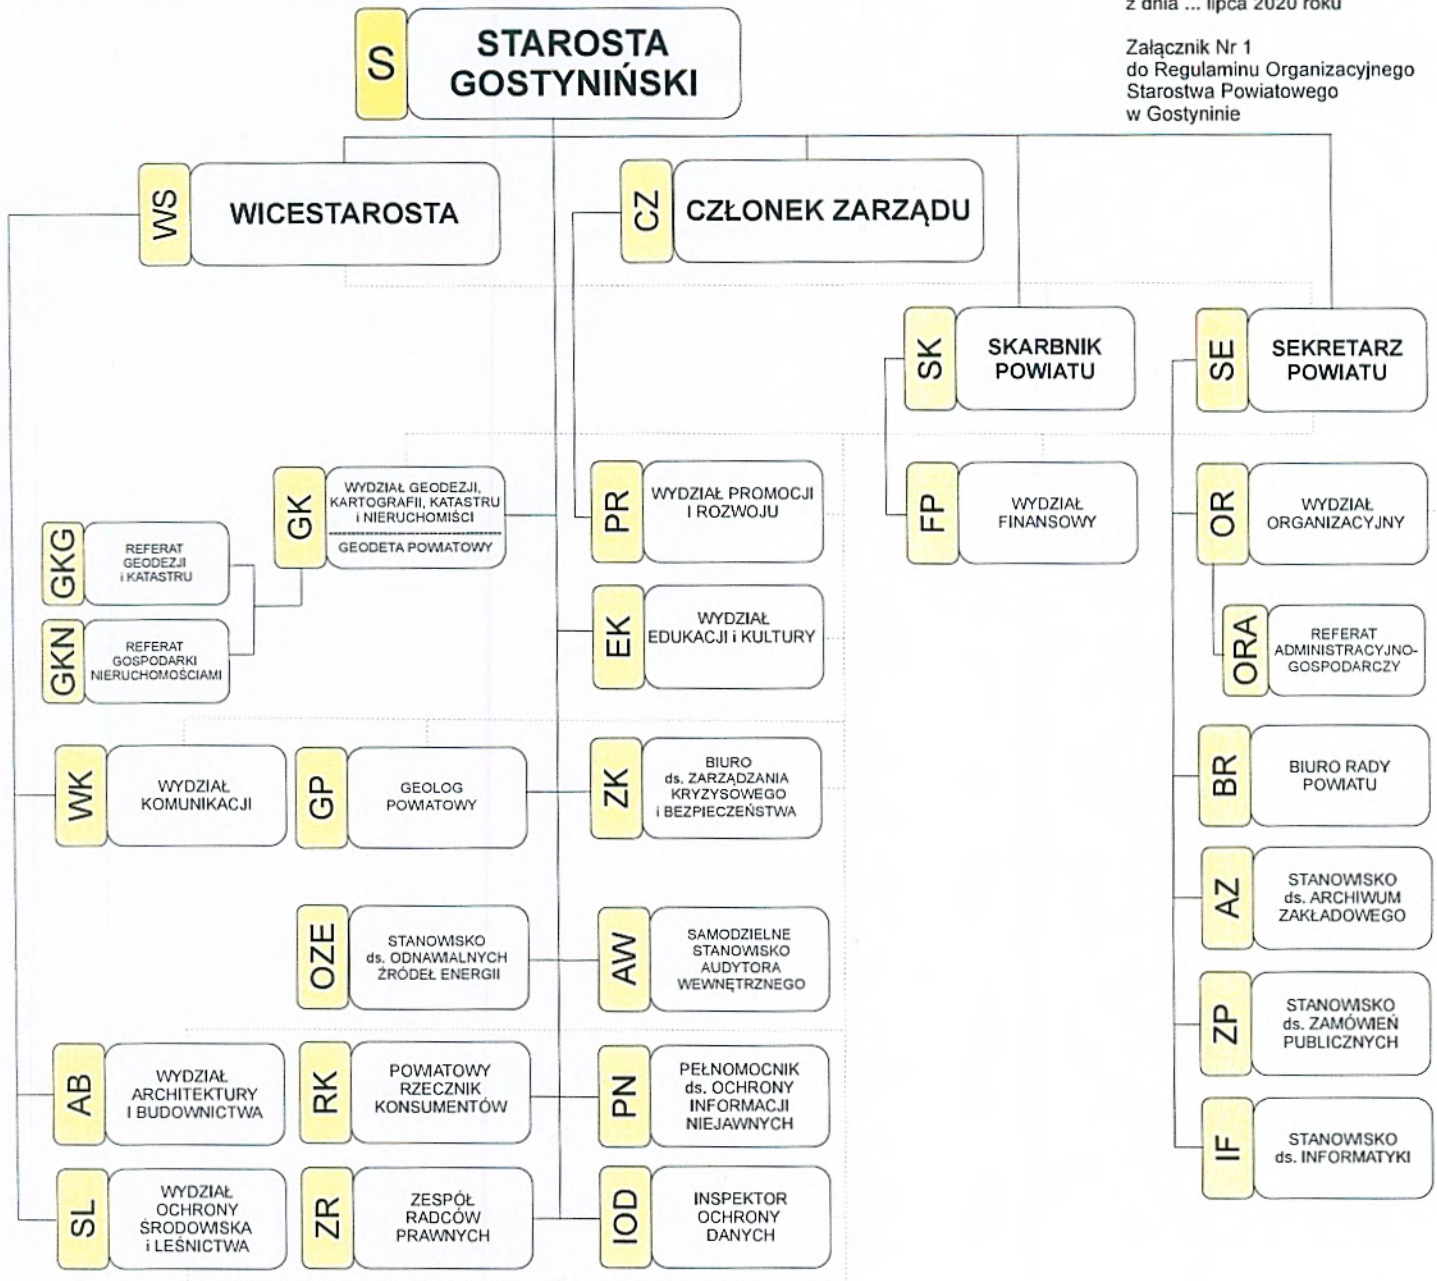 z dnia ... lipca 2020 roku
Załącznik Nr 1
do Regulaminu Organizacyjnego
Starostwa Powiatowego
w Gostyninie
S
STAROSTA
GOSTYNIŃSKI
WS
WICESTAROSTA
CZ
CZŁONEK ZARZĄDU
SK
SKARBNIK
POWIATU
SE
SEKRETARZ
POWIATU
GK
WYDZIAŁ GEODEZJI,
KARTOGRAFII, KATASTRU
i NIERUCHOMIŚCI
GEODETA POWIATOWY
PR
WYDZIAŁ PROMOCJI
I ROZWOJU
FP
WYDZIAŁ
FINANSOWY
OR
WYDZIAŁ
ORGANIZACYJNY
GKG
REFERAT
GEODEZJI
i KATASTRU
GKN
REFERAT
GOSPODARKI
NIERUCHOMOŚCIAMI
EK
WYDZIAŁ
EDUKACJI i KULTURY
ORA
REFERAT
ADMINISTRACYJNO-
GOSPODARCZY
WK
WYDZIAŁ
KOMUNIKACJI
GP
GEOLOG
POWIATOWY
ZK
BIURO
ds. ZARZĄDZANIA
KRYZYSOWEGO
i BEZPIECZEŃSTWA
BR
BIURO RADY
POWIATU
OZE
STANOWISKO
ds. ODNAWIALNYCH
ŹRÓDEŁ ENERGII
AW
SAMODZIELNE
STANOWISKO
AUDYTORA
WEWNĘTRZNEGO
AZ
STANOWISKO
ds. ARCHIWUM
ZAKŁADOWEGO
ZP
STANOWISKO
ds. ZAMÓWIEŃ
PUBLICZNYCH
AB
WYDZIAŁ
ARCHITEKTURY
I BUDOWNICTWA
RK
POWIATOWY
RZECZNIK
KONSUMENTÓW
PN
PEŁNOMOCNIK
ds. OCHRONY
INFORMACJI
NIEJAWNYCH
IF
STANOWISKO
ds. INFORMATYKI
SL
WYDZIAŁ
OCHRONY
ŚRODOWISKA
i LEŚNICTWA
ZR
ZESPÓŁ
RADCÓW
PRAWNYCH
IOD
INSPEKTOR
OCHRONY
DANYCH